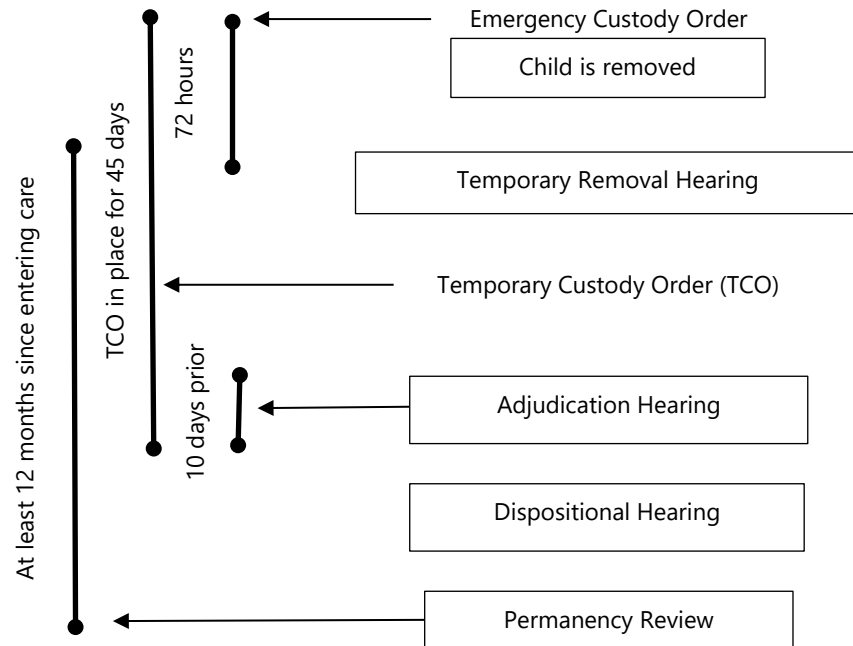 Emergency Custody Order
Child is removed
72 hours
Temporary Removal Hearing
TCO in place for 45 days
Temporary Custody Order (TCO)
At least 12 months since entering care
10 days prior
Adjudication Hearing
Dispositional Hearing
Permanency Review